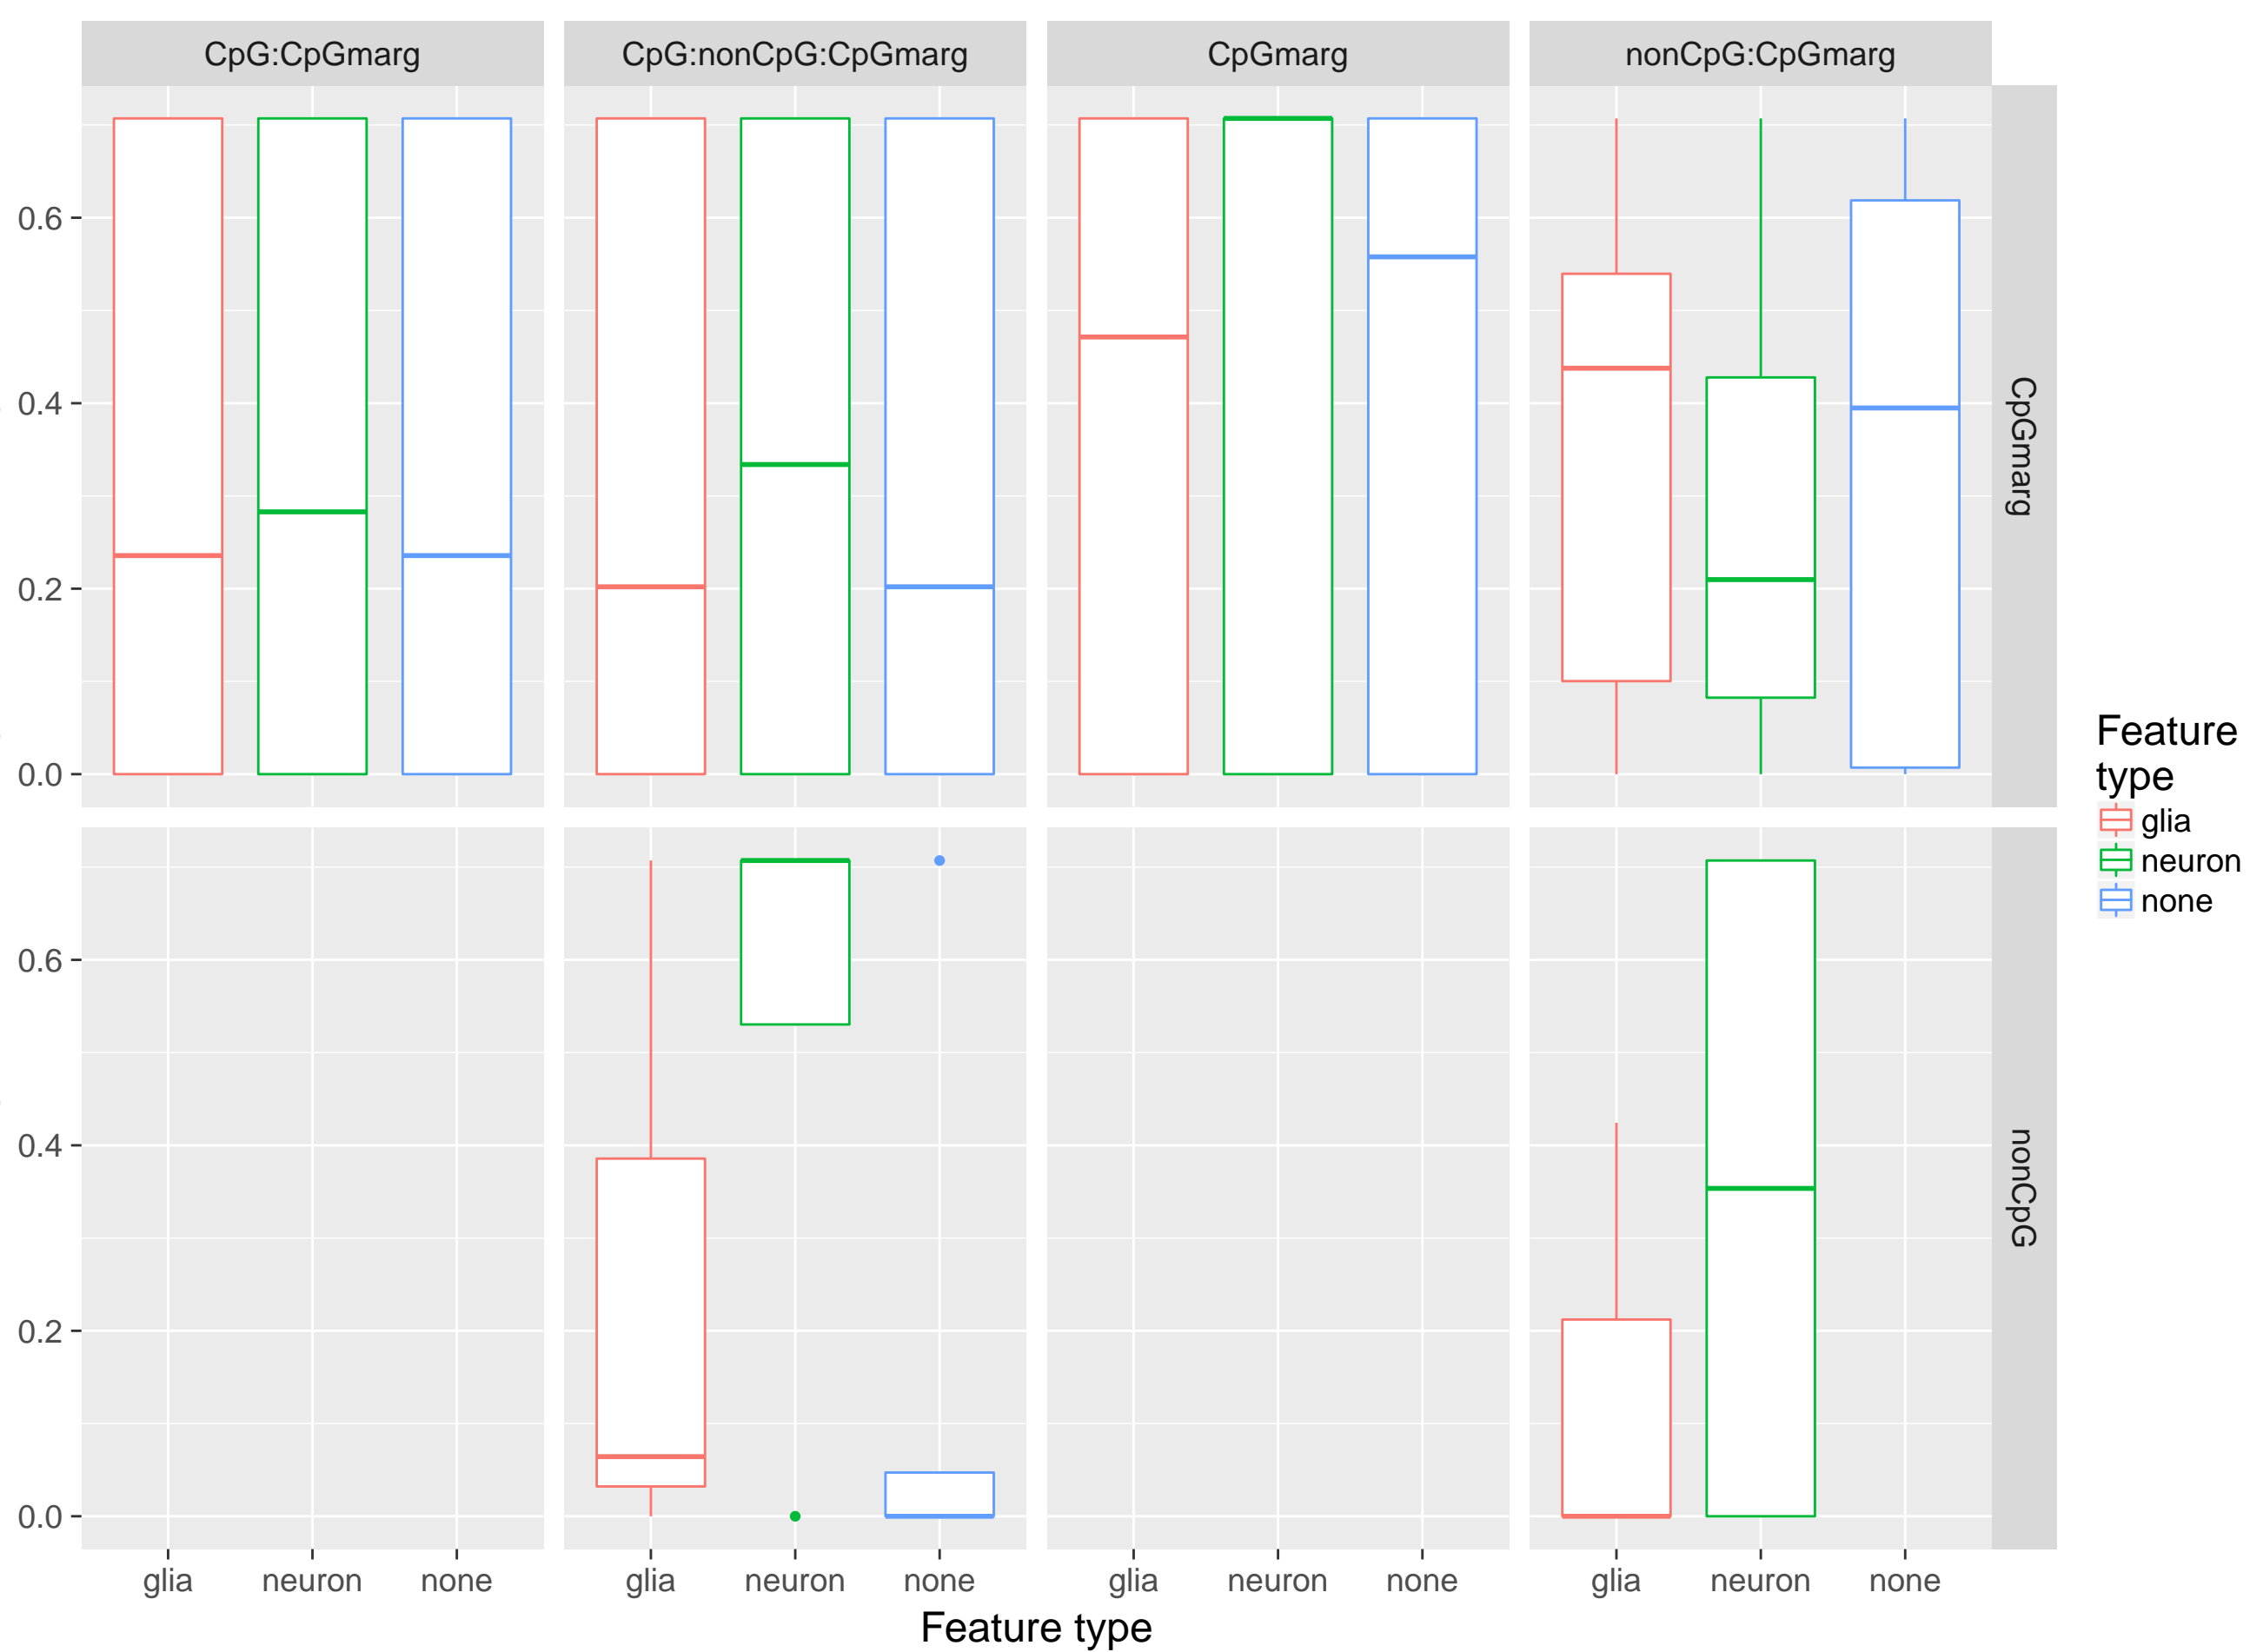 CpG:CpGmarg CpG:nonCpG:CpGmarg CpGmarg nonCpG:CpGmarg
0.6
0.4
0.2
0.0
CpGmarg
0.6
0.4
0.2
0.0
nonCpG
glia neuron none glia neuron none glia neuron none glia neuron none
Feature type
Feature
type
glia
neuron
none